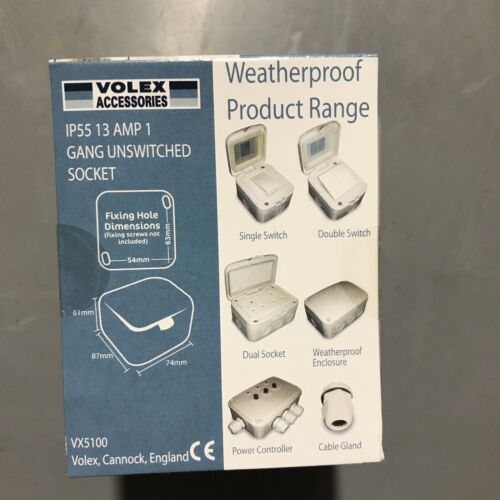 VOLEX
ACCESSORIES
IP55 13 AMP 1
GANG UNSWITCHED
SOCKET
Fixing Hole
Dimensions
(fixing screws not
included)
63mm
54mm
61mm
87mm
74mm
VX5100
Volex, Cannock, England CE
Weatherproof
Product Range
Single Switch
Double Switch
Dual Socket
Weatherproof
Enclosure
Power Controller
Cable Gland